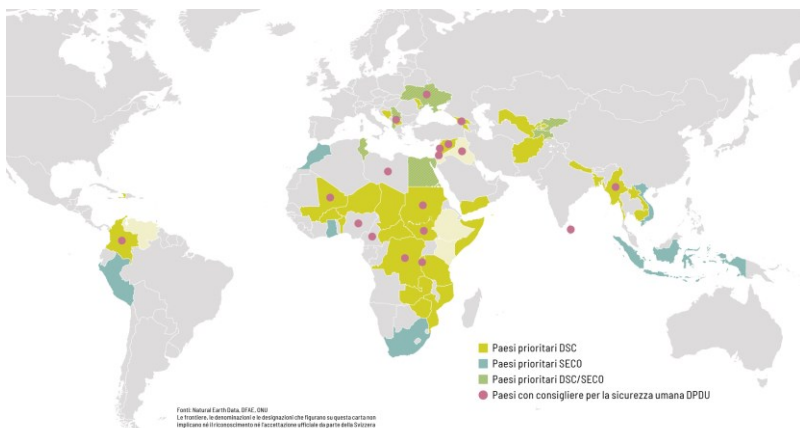 Paesi prioritari DSC
Paesi prioritari SECO
Paesi prioritari DSC/SECO
Paesi con consigliere per la sicurezza umana DPDU
Fonti: Natural Earth Data, DFAE, ONU
Le frontiere, le denominazioni e le designazioni che figurano su questa carta non
implicano né il riconoscimento né l'accettazione ufficiale da parte della Svizzera